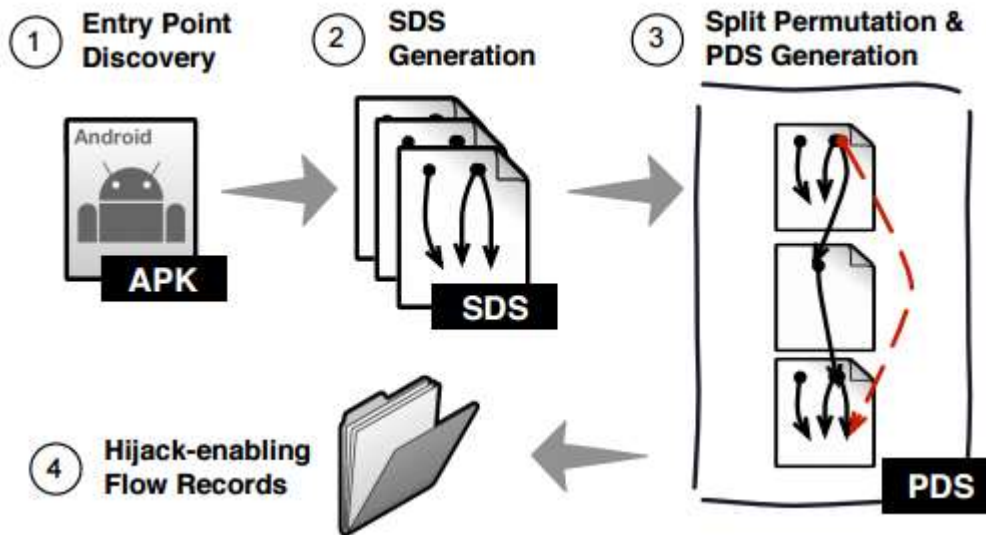 1
Entry Point
Discovery
2
SDS
Generation
3
Split Permutation &
PDS Generation
Android
APK
SDS
PDS
4
Hijack-enabling
Flow Records